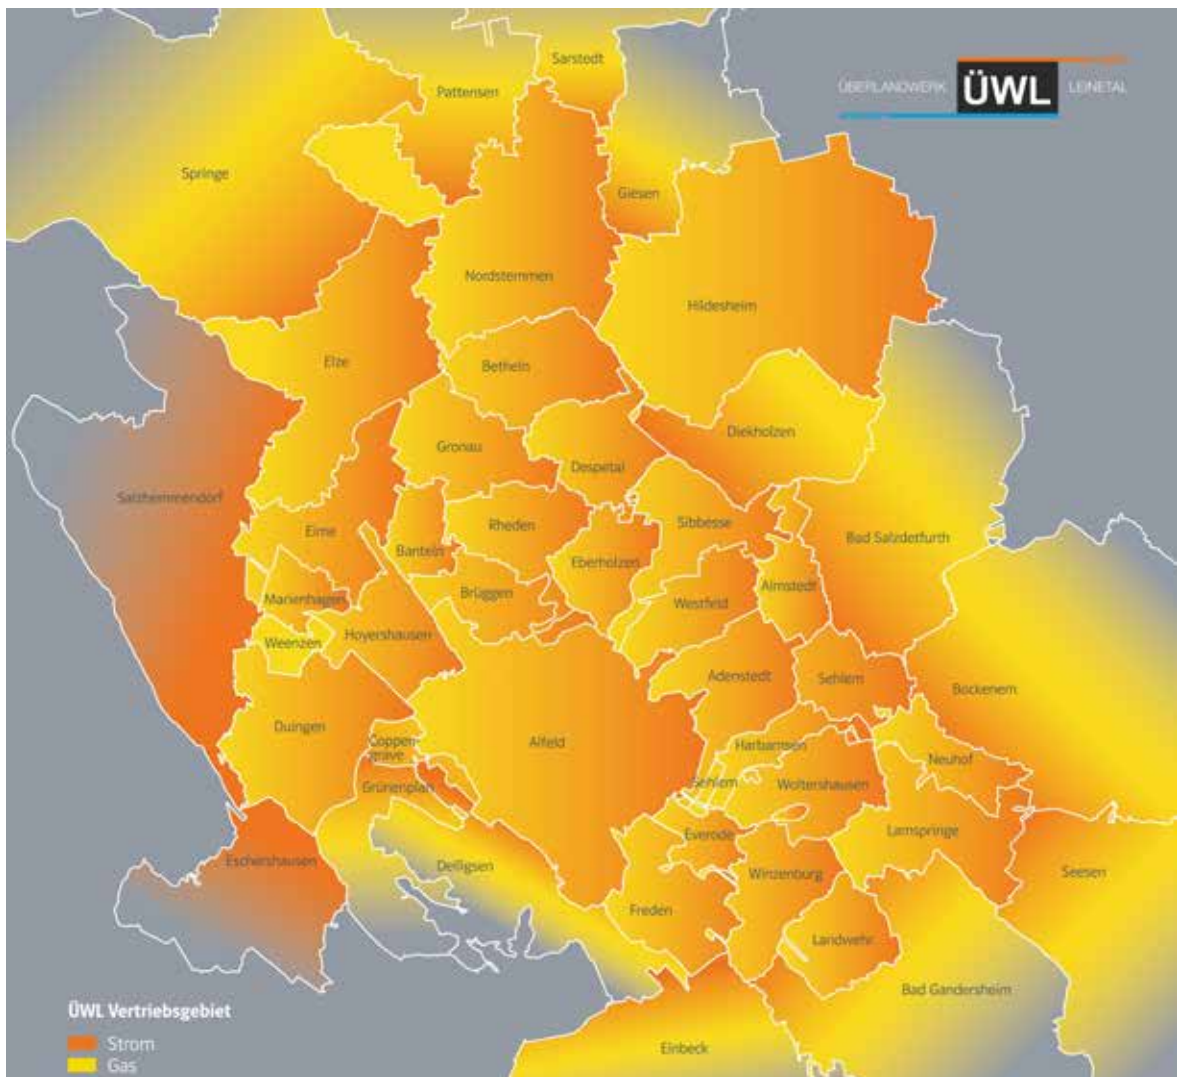 Sarstedt
ÜBERLANDWERK ÜWL LEINETAL
Pattensen
Springe
Giesen
Nordstemmen
Hildesheim
Elze
Betheln
Diekholzen
Gronau
Despetal
Salzhemmendorf
Eime
Rheden
Sibbesse
Bad Salzdetfurth
Banteln
Eberholzen
Almstedt
Marienhagen
Brüggen
Westfeld
Hoyershausen
Weenzen
Adenstedt
Sehlem
Bockenem
Duingen
Coppen-
grave
Alfeld
Harbarnsen
Neuhof
Sehlem
Woltershausen
Grünenplan
Everode
Lamspringe
Eschershausen
Delligsen
Winzenburg
Seesen
Freden
Landwehr
Bad Gandersheim
Einbeck
ÜWL Vertriebsgebiet
Strom
Gas